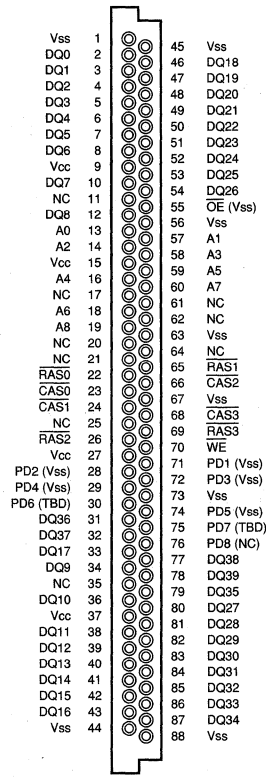 Vss 1
DQ0 2
DQ1 3
DQ2 4
DQ3 5
DQ4 6
DQ5 7
DQ6 8
Vcc 9
DQ7 10
NC 11
DQ8 12
A0 13
A2 14
Vcc 15
A4 16
NC 17
A6 18
A8 19
NC 20
NC 21
RAS0 22
CAS0 23
CAS1 24
NC 25
RAS2 26
Vcc 27
PD2 (Vss) 28
PD4 (Vss) 29
PD6 (TBD) 30
DQ36 31
DQ37 32
DQ17 33
DQ9 34
NC 35
DQ10 36
Vcc 37
DQ11 38
DQ12 39
DQ13 40
DQ14 41
DQ15 42
DQ16 43
Vss 44
45 Vss
46 DQ18
47 DQ19
48 DQ20
49 DQ21
50 DQ22
51 DQ23
52 DQ24
53 DQ25
54 DQ26
55 OE (Vss)
56 Vss
57 A1
58 A3
59 A5
60 A7
61 NC
62 NC
63 Vss
64 NC
65 RAS1
66 CAS2
67 Vss
68 CAS3
69 RAS3
70 WE
71 PD1 (Vss)
72 PD3 (Vss)
73 Vss
74 PD5 (Vss)
75 PD7 (TBD)
76 PD8 (NC)
77 DQ38
78 DQ39
79 DQ35
80 DQ27
81 DQ28
82 DQ29
83 DQ30
84 DQ31
85 DQ32
86 DQ33
87 DQ34
88 Vss